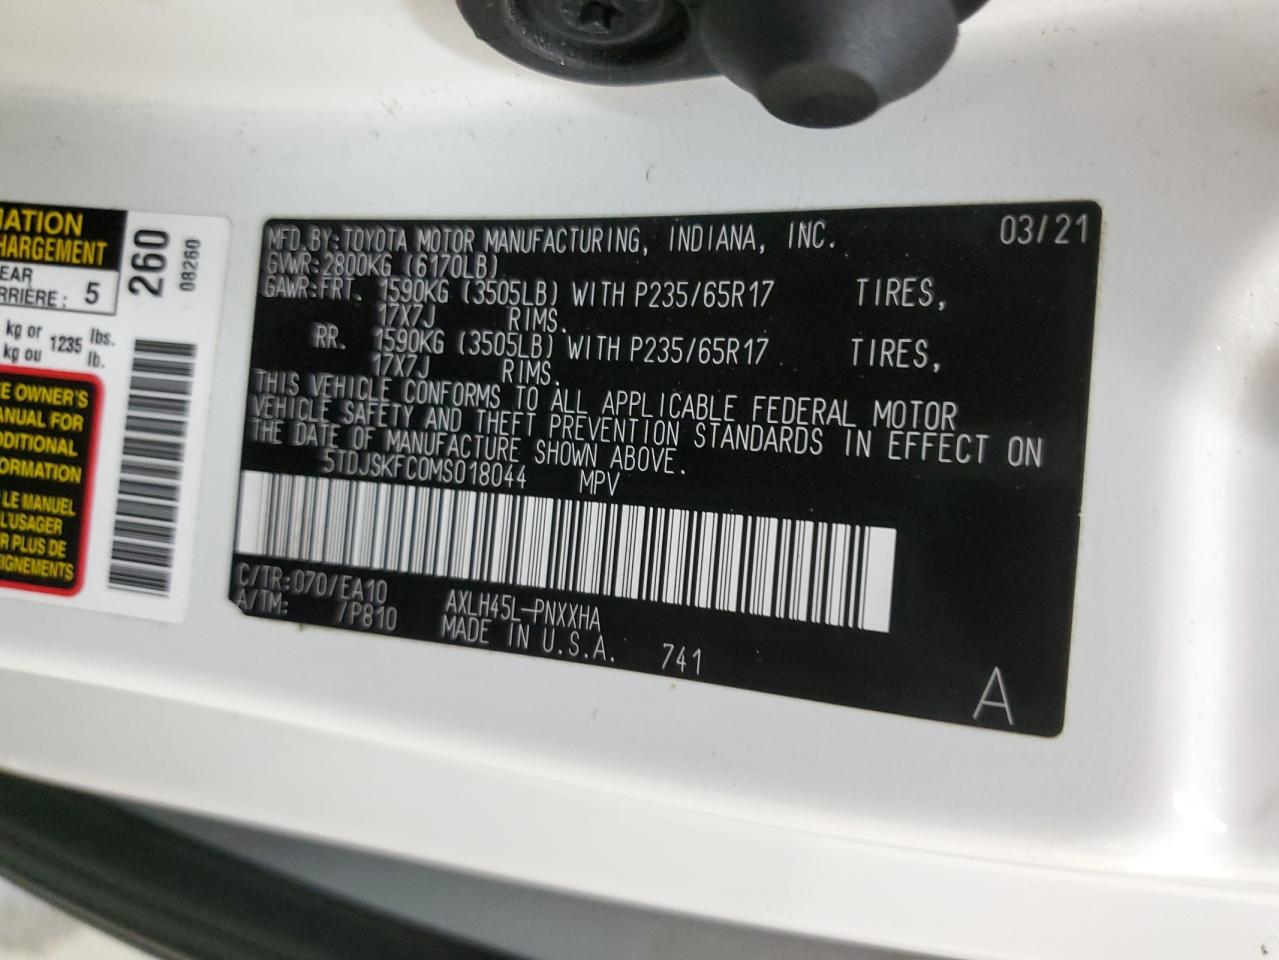 MATION
HARGEMENT
EAR
RRIÈRE: 5
kg or 1235 lbs.
kg ou lb.
E OWNER'S
ANUAL FOR
DDITIONAL
ORMATION
LE MANUEL
L'USAGER
R PLUS DE
EIGNEMENTS
260
08260
MFD.BY:TOYOTA MOTOR MANUFACTURING, INDIANA, INC. 03/21
GVWR:2800KG (6170LB)
GAWR:FRT. 1590KG (3505LB) WITH P235/65R17 TIRES,
17X7J RIMS.
RR. 1590KG (3505LB) WITH P235/65R17 TIRES,
17X7J RIMS.
THIS VEHICLE CONFORMS TO ALL APPLICABLE FEDERAL MOTOR
VEHICLE SAFETY AND THEFT PREVENTION STANDARDS IN EFFECT ON
THE DATE OF MANUFACTURE SHOWN ABOVE.
5TDJSKFC0MS018044 MPV
C/TR:070/EA10 AXLH45L-PNXXHA
A/TM: /P810 MADE IN U.S.A. 741
A